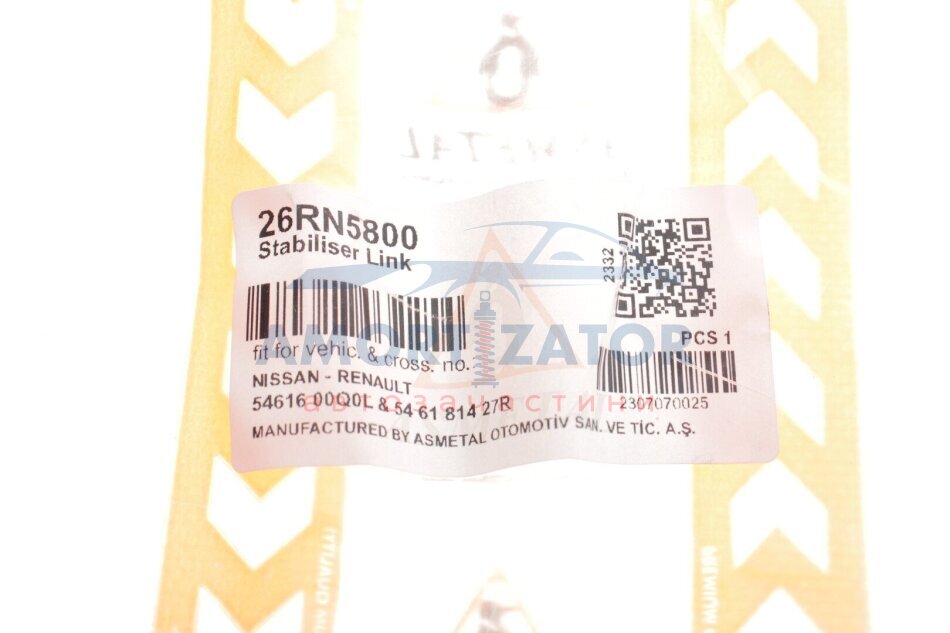 26RN5800
Stabiliser Link
2332
PCS 1
fit for vehic. & cross. no.
NISSAN - RENAULT
54616 00Q0L & 54 61 814 27R
2307070025
MANUFACTURED BY ASMETAL OTOMOTİV SAN. VE TİC. A.Ş.
AMORTIZATOR
автозапчастини